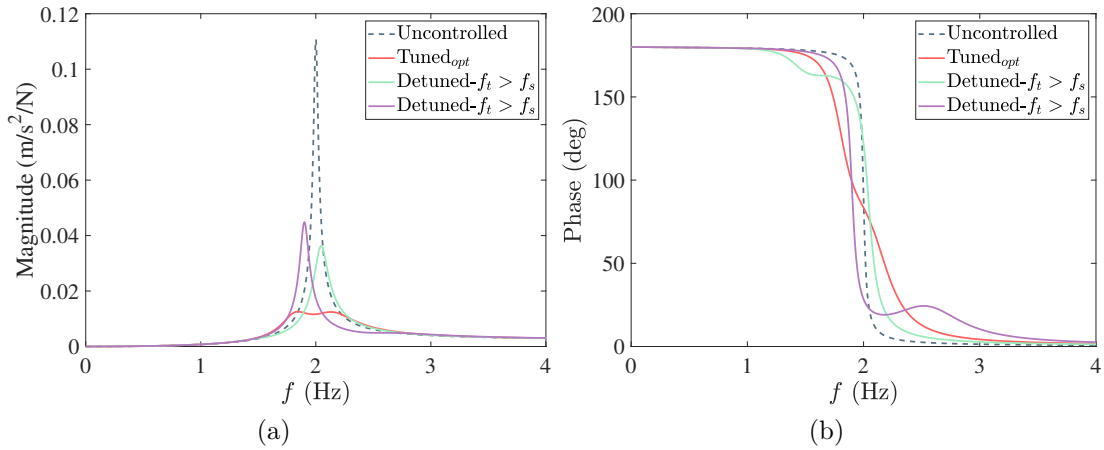 0.12
0.1
0.08
0.06
0.04
0.02
0
Magnitude (m/s²/N)
0 1 2 3 4
f (Hz)
Uncontrolled
Tuned_opt
Detuned-f_t > f_s
Detuned-f_t > f_s
(a)
200
150
100
50
0
Phase (deg)
0 1 2 3 4
f (Hz)
Uncontrolled
Tuned_opt
Detuned-f_t > f_s
Detuned-f_t > f_s
(b)